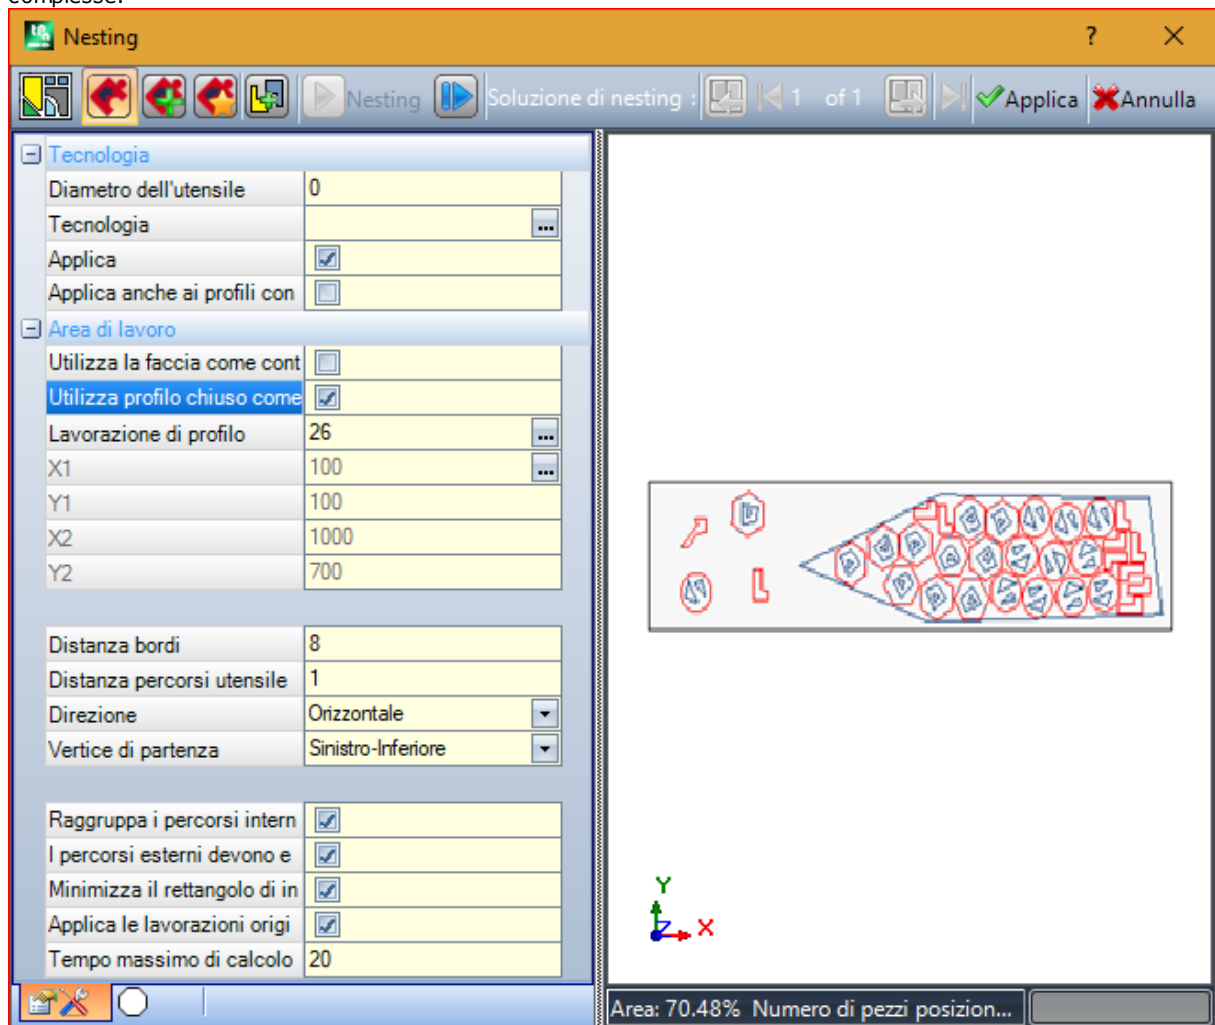 complesse.
Nesting ?
Nesting Soluzione di nesting : 1 of 1 Applica Annulla
Tecnologia
Diametro dell'utensile 0
Tecnologia ...
Applica
Applica anche ai profili con
Area di lavoro
Utilizza la faccia come cont
Utilizza profilo chiuso come
Lavorazione di profilo 26 ...
X1 100 ...
Y1 100
X2 1000
Y2 700
Distanza bordi 8
Distanza percorsi utensile 1
Direzione Orizzontale
Vertice di partenza Sinistro-Inferiore
Raggruppa i percorsi intern
I percorsi esterni devono e
Minimizza il rettangolo di in
Applica le lavorazioni origi
Tempo massimo di calcolo 20
Y
Z X
Area: 70.48% Numero di pezzi posizion...